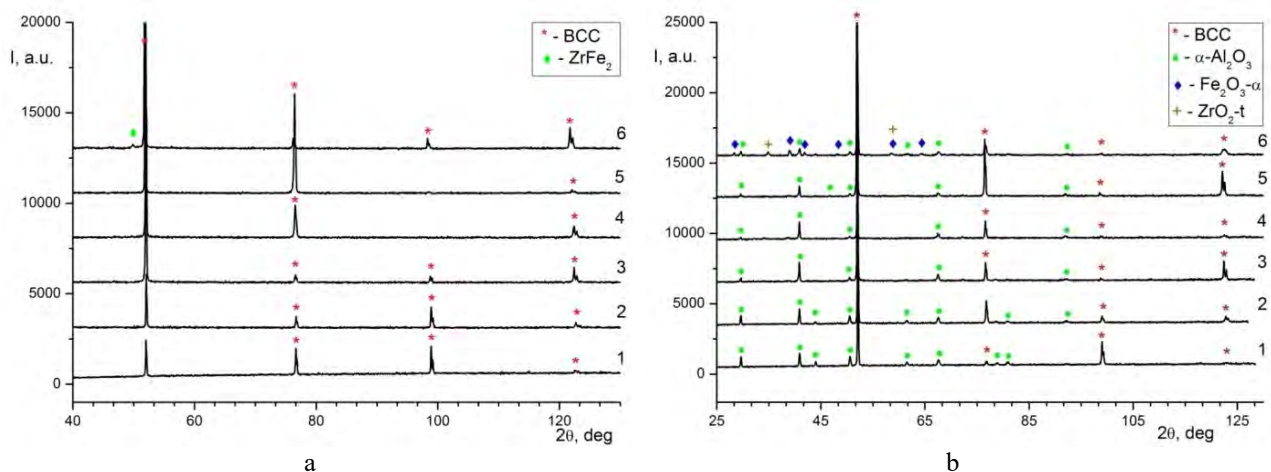 20000
I, a.u.
15000
10000
5000
0
40 60 80 100 120
2θ, deg
* - BCC
- ZrFe₂
6
5
4
3
2
1
a
25000
I, a.u.
20000
15000
10000
5000
0
25 45 65 85 105 125
2θ, deg
* - BCC
- α-Al₂O₃
- Fe₂O₃-α
+ - ZrO₂-t
6
5
4
3
2
1
b